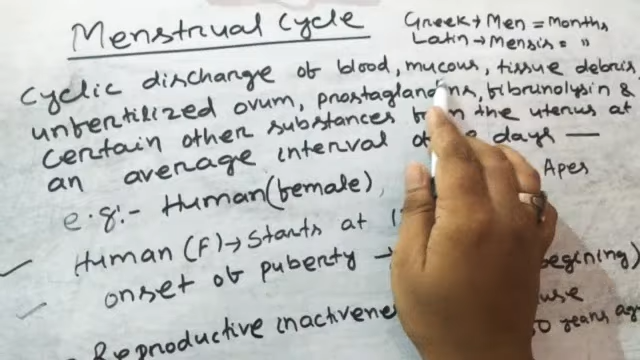 Menstrual Cycle
Greek → Men = Months
Latin → Mensis = "
Cyclic discharge of blood, mucous, tissue debris,
unfertilized ovum, prostaglandins, fibrunolysin &
certain other substances from the uterus at
an average interval of days —
e.g:- Human (female), Apes
Human (F) → Starts at
onset of puberty → begining)
Reproductive inactivene
50 years age